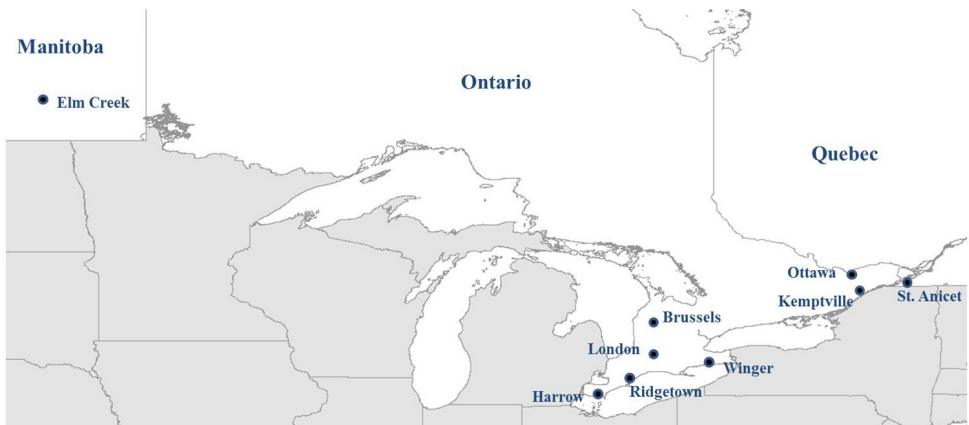 Manitoba
Elm Creek
Ontario
Quebec
Ottawa
Kemptville
St. Anicet
Brussels
London
Winger
Ridgetown
Harrow